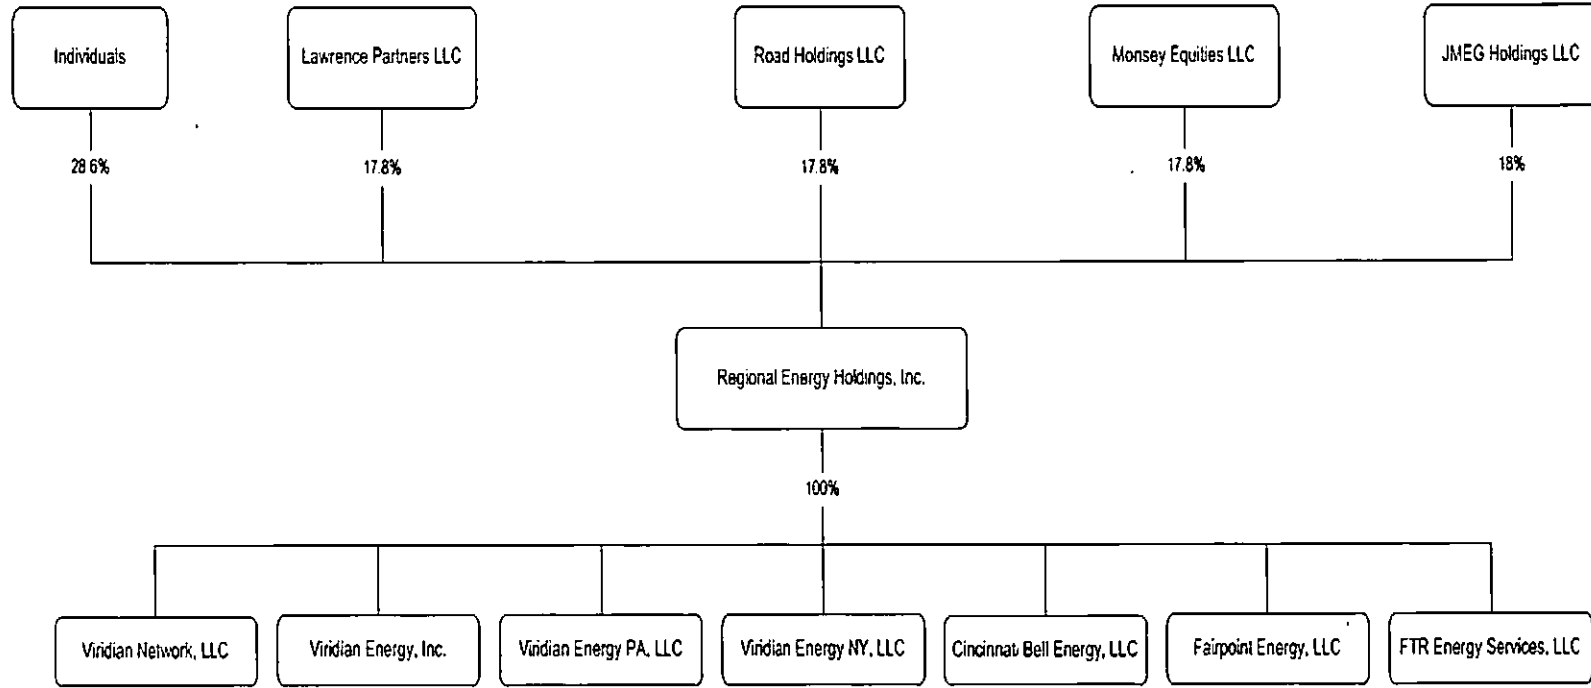 Individuals
Lawrence Partners LLC
Road Holdings LLC
Monsey Equities LLC
JMEG Holdings LLC
28 6%
17.8%
17.8%
17.8%
18%
Regional Energy Holdings, Inc.
100%
Viridian Network, LLC
Viridian Energy, Inc.
Viridian Energy PA, LLC
Viridian Energy NY, LLC
Cincinnati Bell Energy, LLC
Fairpoint Energy, LLC
FTR Energy Services, LLC